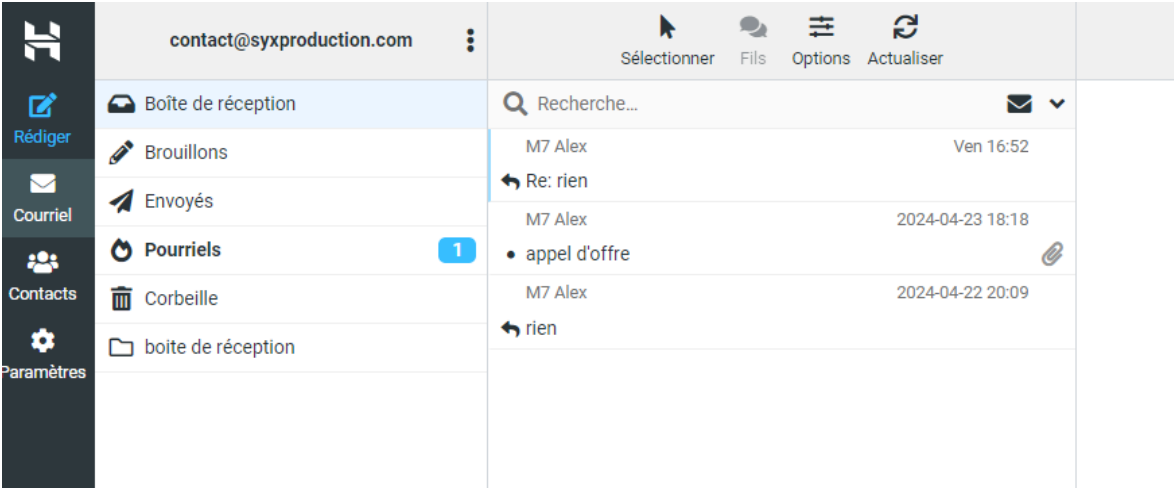 contact@syxproduction.com
Sélectionner
Fils
Options
Actualiser
Rédiger
Courriel
Contacts
Paramètres
Boîte de réception
Brouillons
Envoyés
Pourriels 1
Corbeille
boite de réception
Recherche...
M7 Alex Ven 16:52
Re: rien
M7 Alex 2024-04-23 18:18
appel d'offre
M7 Alex 2024-04-22 20:09
rien